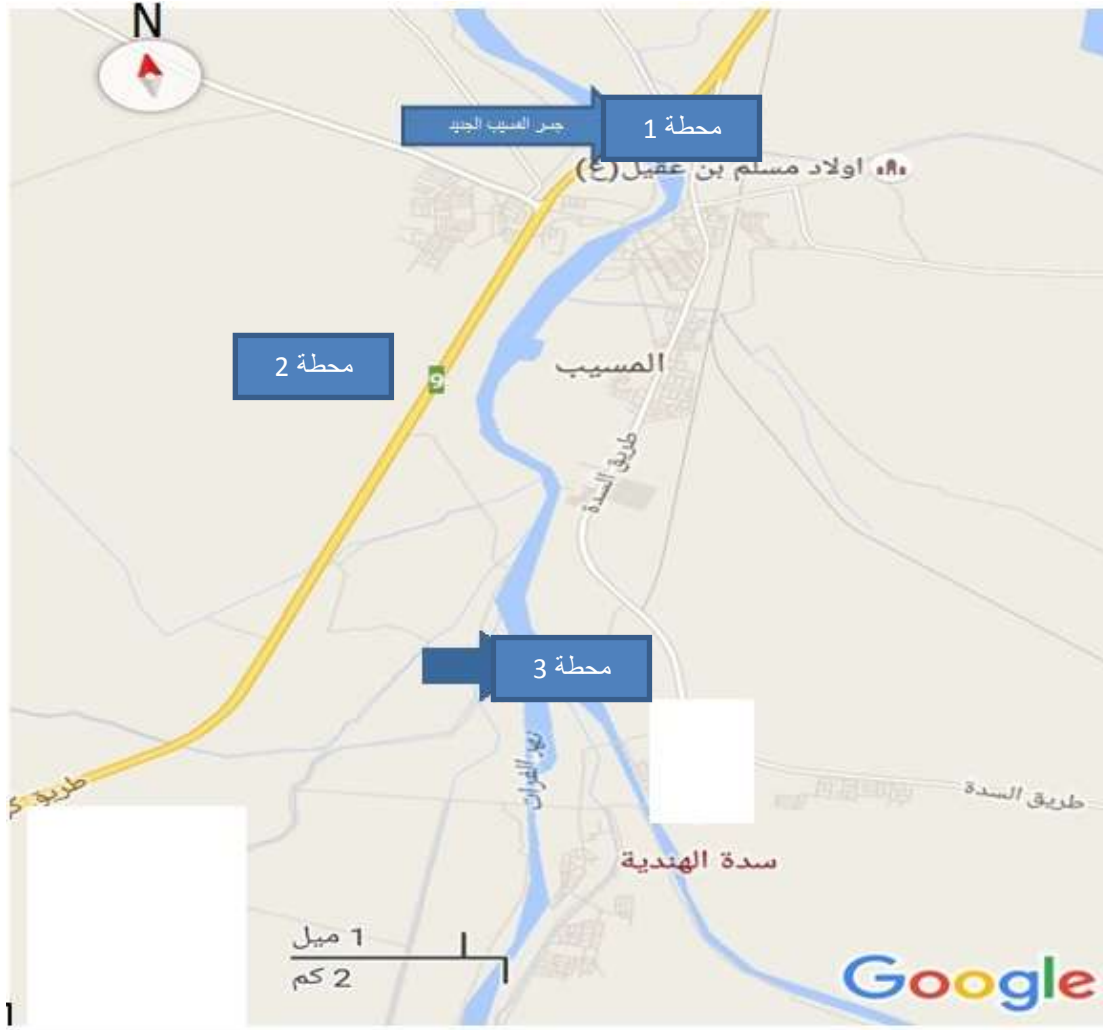 N
جسر المسيب الجديد
محطة 1
اولاد مسلم بن عقيل(ع)
محطة 2
9
المسيب
طريق السدة
محطة 3
نهر الفرات
طريق
طريق السدة
سدة الهندية
1 ميل
2 كم
Google